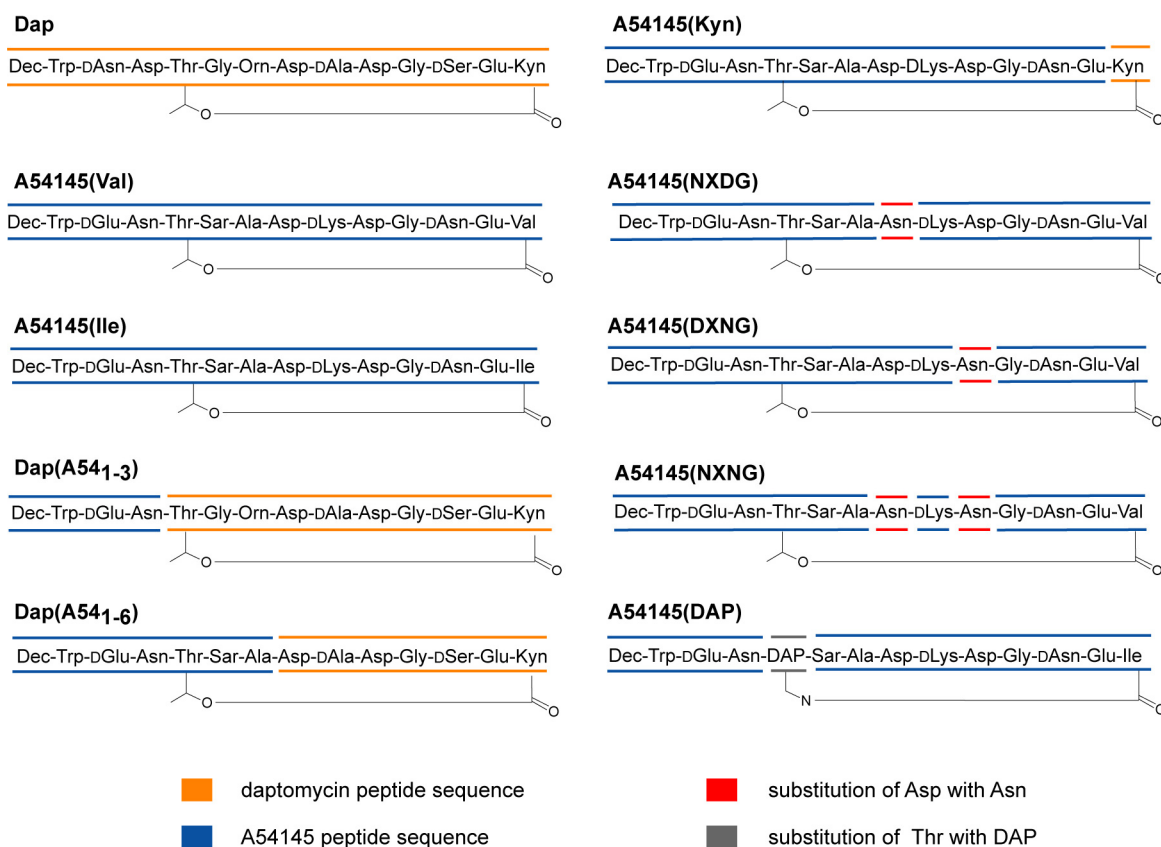 Dap
Dec-Trp-DAsn-Asp-Thr-Gly-Orn-Asp-DAla-Asp-Gly-DSer-Glu-Kyn
O
O
A54145(Val)
Dec-Trp-DGlu-Asn-Thr-Sar-Ala-Asp-DLys-Asp-Gly-DAsn-Glu-Val
O
O
A54145(Ile)
Dec-Trp-DGlu-Asn-Thr-Sar-Ala-Asp-DLys-Asp-Gly-DAsn-Glu-Ile
O
O
Dap(A541-3)
Dec-Trp-DGlu-Asn-Thr-Gly-Orn-Asp-DAla-Asp-Gly-DSer-Glu-Kyn
O
O
Dap(A541-6)
Dec-Trp-DGlu-Asn-Thr-Sar-Ala-Asp-DAla-Asp-Gly-DSer-Glu-Kyn
O
O
A54145(Kyn)
Dec-Trp-DGlu-Asn-Thr-Sar-Ala-Asp-DLys-Asp-Gly-DAsn-Glu-Kyn
O
O
A54145(NXDG)
Dec-Trp-DGlu-Asn-Thr-Sar-Ala-Asn-DLys-Asp-Gly-DAsn-Glu-Val
O
O
A54145(DXNG)
Dec-Trp-DGlu-Asn-Thr-Sar-Ala-Asp-DLys-Asn-Gly-DAsn-Glu-Val
O
O
A54145(NXNG)
Dec-Trp-DGlu-Asn-Thr-Sar-Ala-Asn-DLys-Asn-Gly-DAsn-Glu-Val
O
O
A54145(DAP)
Dec-Trp-DGlu-Asn-DAP-Sar-Ala-Asp-DLys-Asp-Gly-DAsn-Glu-Ile
N
O
daptomycin peptide sequence
A54145 peptide sequence
substitution of Asp with Asn
substitution of Thr with DAP